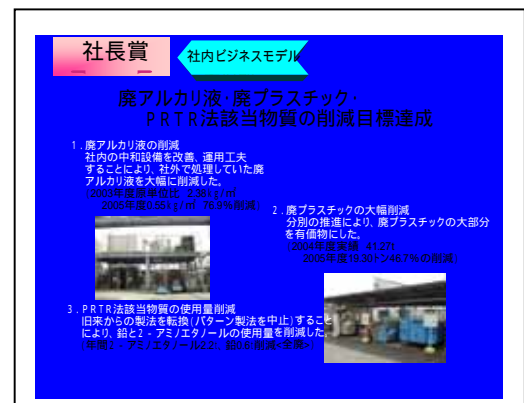 社長賞
社内ビジネスモデル
廃アルカリ液・廃プラスチック・
PRTR法該当物質の削減目標達成
1.廃アルカリ液の削減
社内の中和設備を改善、運用工夫
することにより、社外で処理していた廃
アルカリ液を大幅に削減した。
2.廃プラスチックの大幅削減
分別の推進により、廃プラスチックの大部分
を有価物にした。
3.PRTR法該当物質の使用量削減
旧来からの製法を転換(パターン製法を中止)すること
により、鉛と2-アミノエタノールの使用量を削減した。